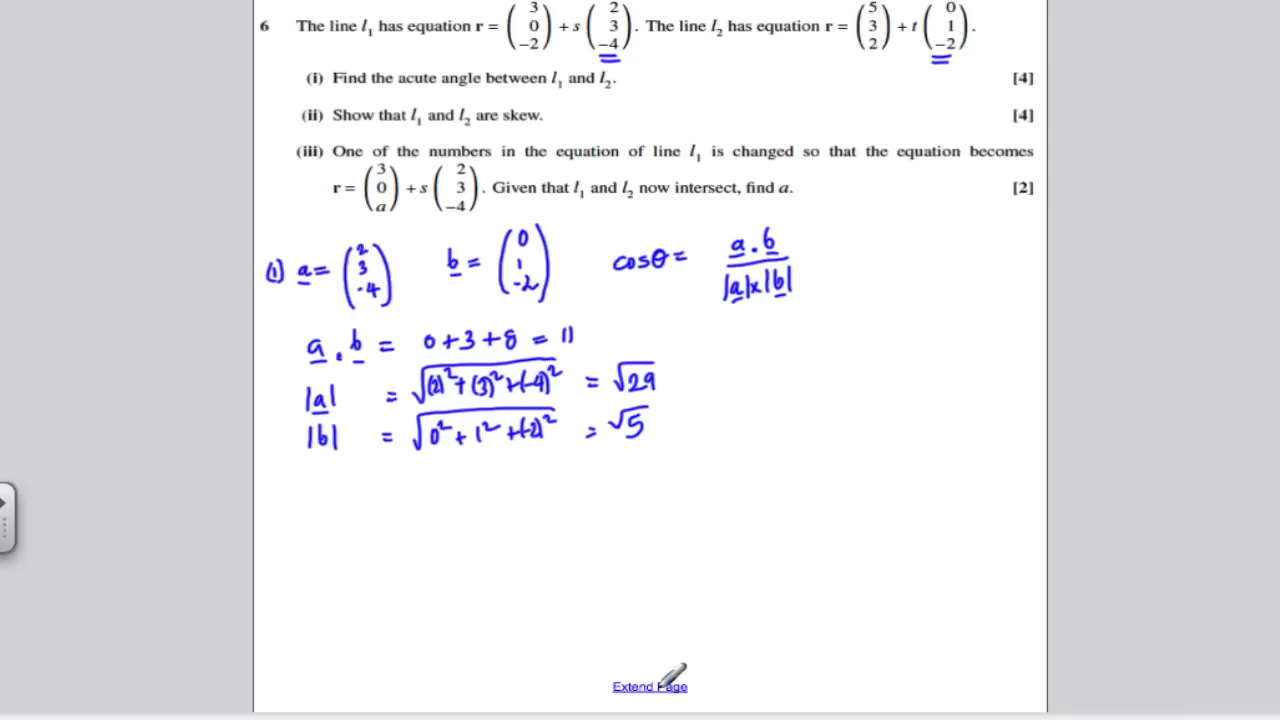 6 The line l₁ has equation r = (3 0 −2) + s (2 3 −4). The line l₂ has equation r = (5 3 2) + t (0 1 −2).
(i) Find the acute angle between l₁ and l₂. [4]
(ii) Show that l₁ and l₂ are skew. [4]
(iii) One of the numbers in the equation of line l₁ is changed so that the equation becomes
r = (3 0 a) + s (2 3 −4). Given that l₁ and l₂ now intersect, find a. [2]
(i) a = (2 3 -4) b = (0 1 -2) cosθ = a . b / |a|x|b|
a . b = 0+3+8 = 11
|a| = √(2)²+(3)²+(-4)² = √29
|b| = √0²+1²+(-2)² = √5
Extend Page